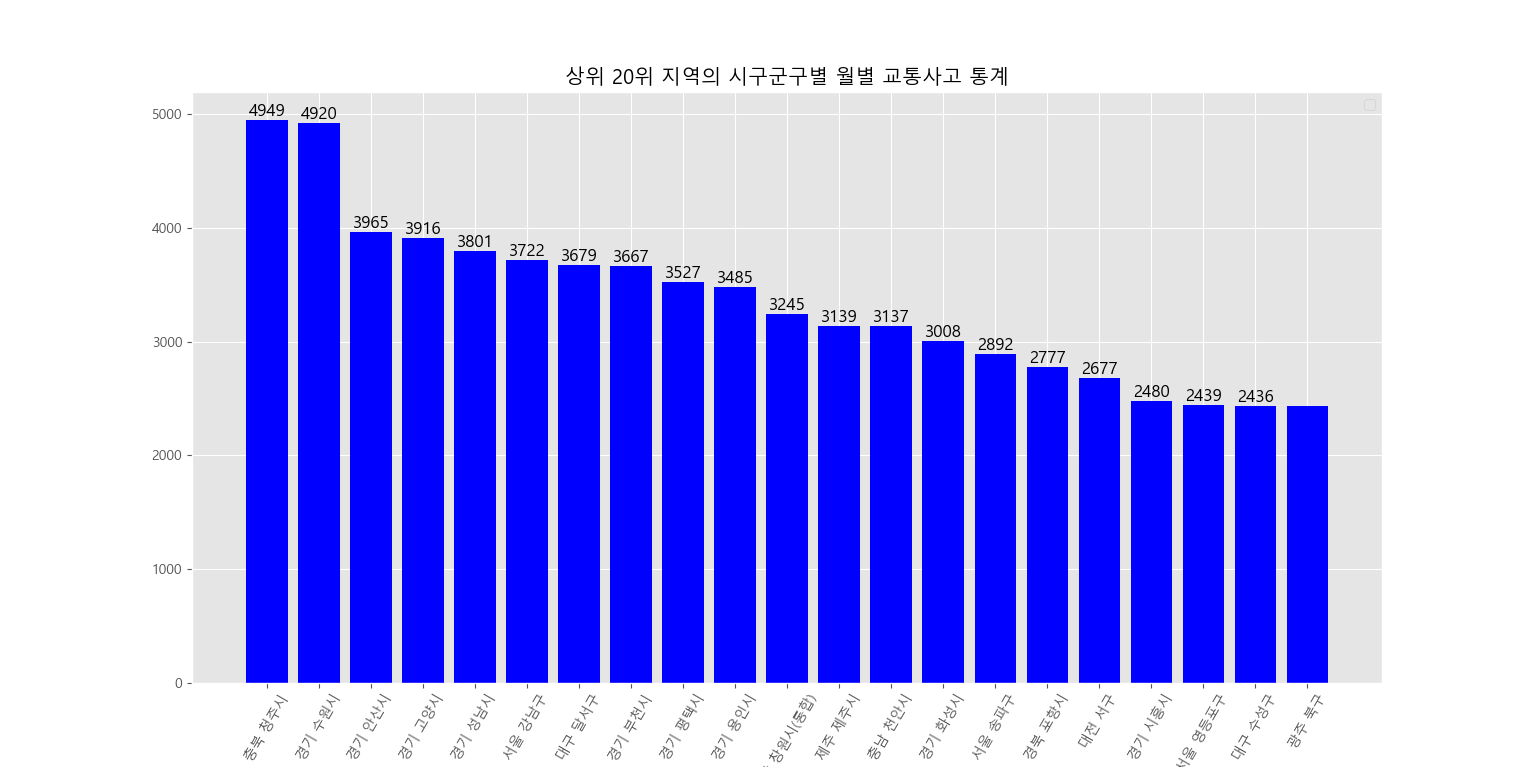 상위 20위 지역의 시구군구별 월별 교통사고 통계
5000
4000
3000
2000
1000
0
4949
4920
3965
3916
3801
3722
3679
3667
3527
3485
3245
3139
3137
3008
2892
2777
2677
2480
2439
2436
충북 청주시
경기 수원시
경기 안산시
경기 고양시
경기 성남시
서울 강남구
대구 달서구
경기 부천시
경기 평택시
경기 용인시
창원시(통합)
제주 제주시
충남 천안시
경기 화성시
서울 송파구
경북 포항시
대전 서구
경기 시흥시
서울 영등포구
대구 수성구
광주 북구